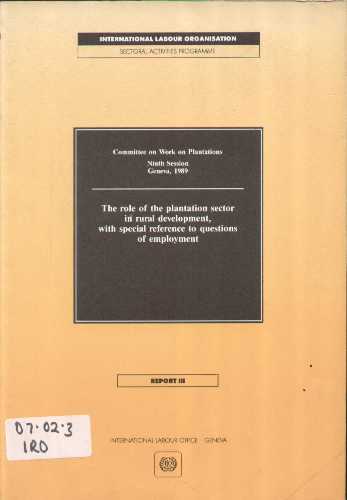 INTERNATIONAL LABOUR ORGANISATION
SECTORAL ACTIVITIES PROGRAMME
Committee on Work on Plantations
Ninth Session
Geneva, 1989
The role of the plantation sector
in rural development,
with special reference to questions
of employment
REPORT III
07.02.3
IRD
INTERNATIONAL LABOUR OFFICE GENEVA